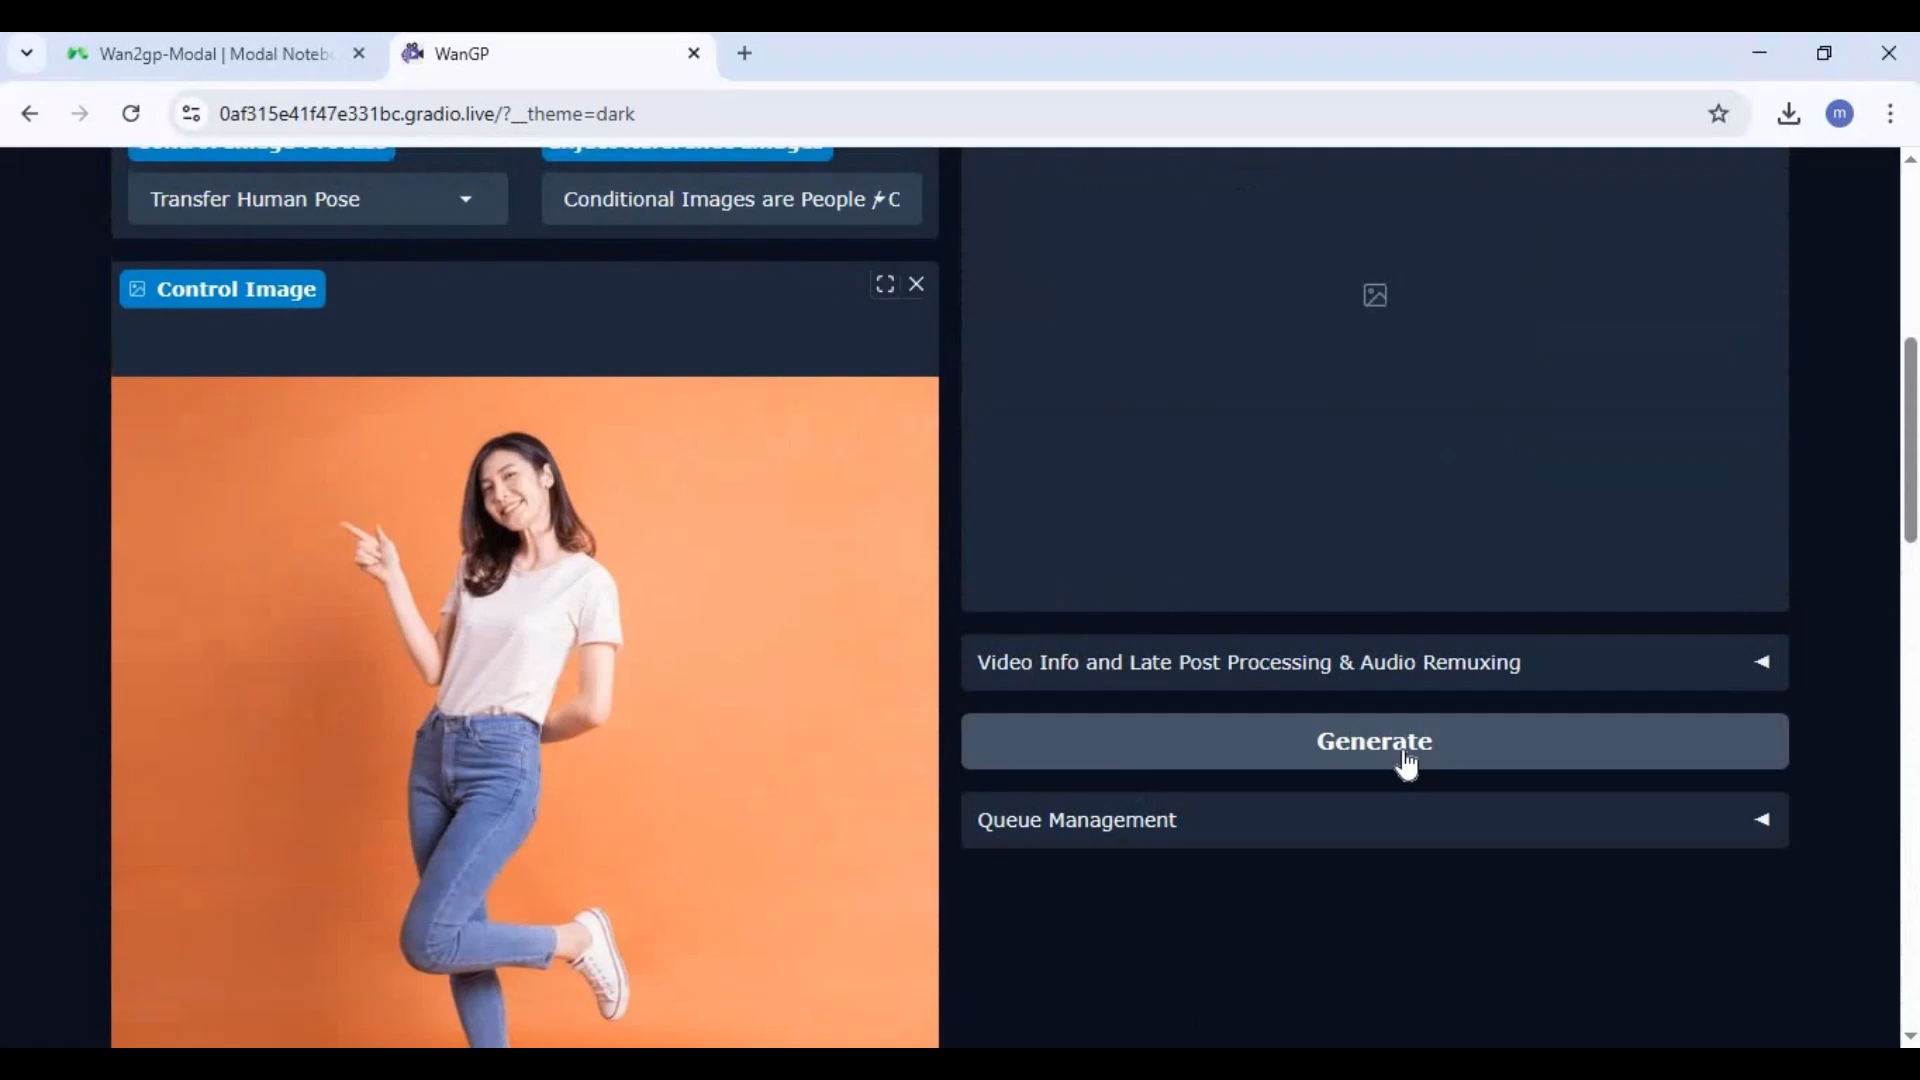 Wan2gp-Modal | Modal Noteb
WanGP
0af315e41f47e331bc.gradio.live/?__theme=dark
m
Transfer Human Pose
Conditional Images are People / C
Control Image
Video Info and Late Post Processing & Audio Remuxing
Generate
Queue Management